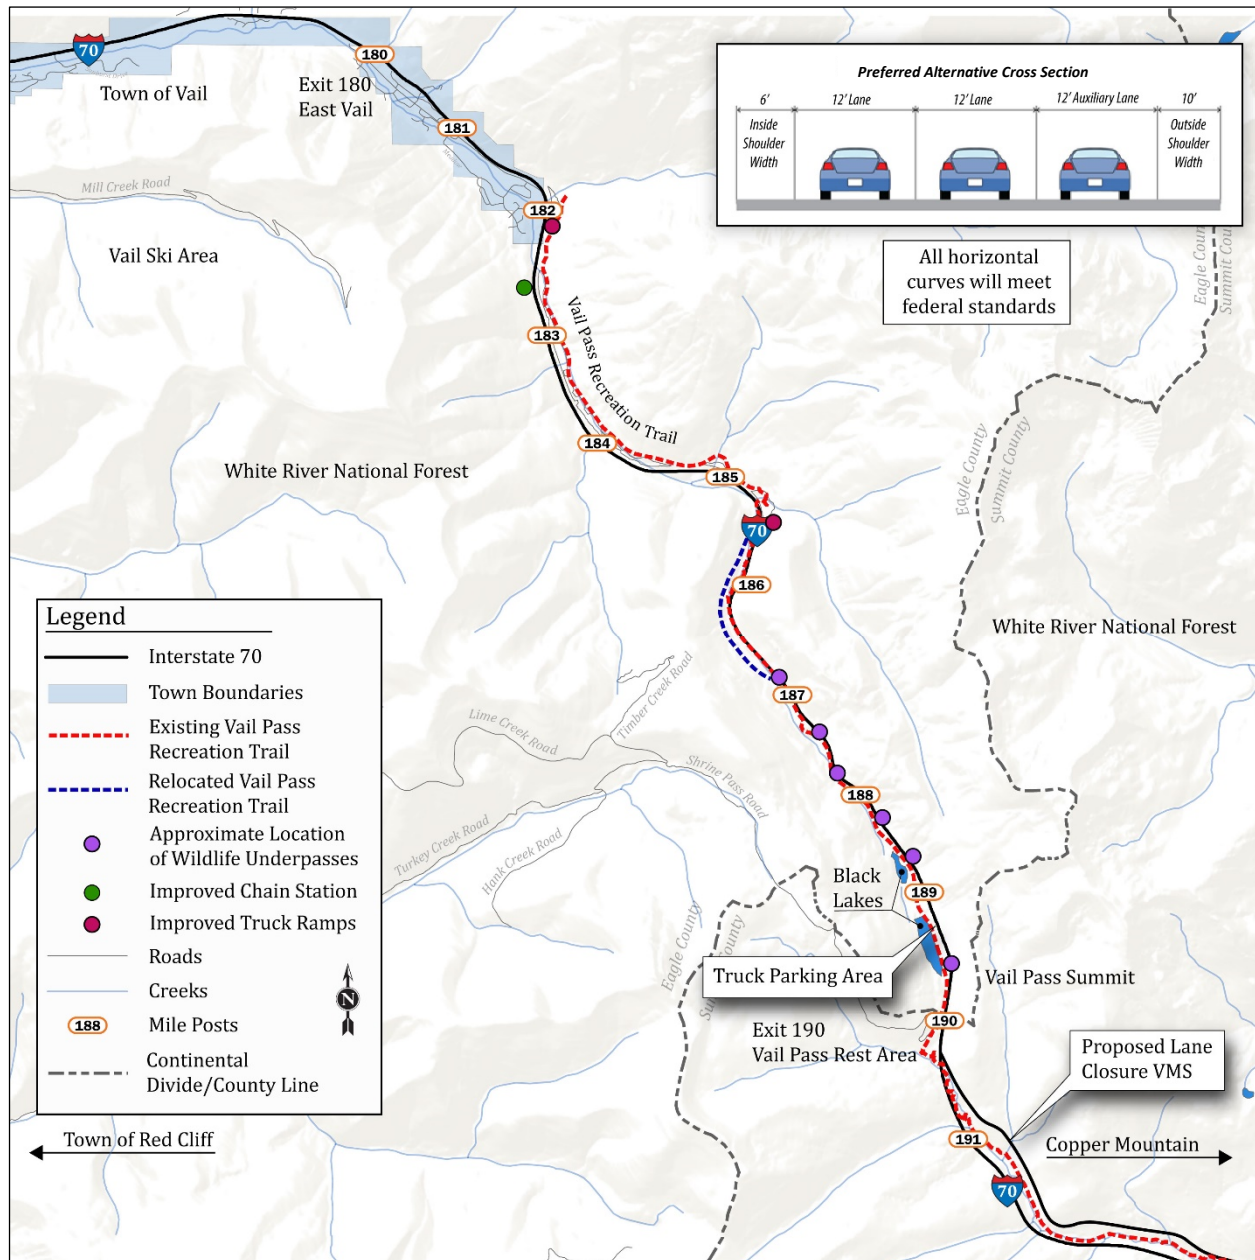 70
Town of Vail
180
Exit 180
East Vail
181
Mill Creek Road
182
Vail Ski Area
Preferred Alternative Cross Section
6'
12' Lane
12' Lane
12' Auxiliary Lane
10'
Inside
Shoulder
Width
Outside
Shoulder
Width
All horizontal
curves will meet
federal standards
Eagle County
Summit County
183
Vail Pass Recreation Trail
184
185
White River National Forest
70
186
Eagle County
Summit County
White River National Forest
187
Timber Creek Road
Lime Creek Road
Shrine Pass Road
188
Turkey Creek Road
Hank Creek Road
Black
Lakes
189
Eagle County
Truck Parking Area
Vail Pass Summit
190
Exit 190
Vail Pass Rest Area
Proposed Lane
Closure VMS
191
Copper Mountain
70
Legend
Interstate 70
Town Boundaries
Existing Vail Pass
Recreation Trail
Relocated Vail Pass
Recreation Trail
Approximate Location
of Wildlife Underpasses
Improved Chain Station
Improved Truck Ramps
Roads
Creeks
N
188
Mile Posts
Continental
Divide/County Line
Town of Red Cliff